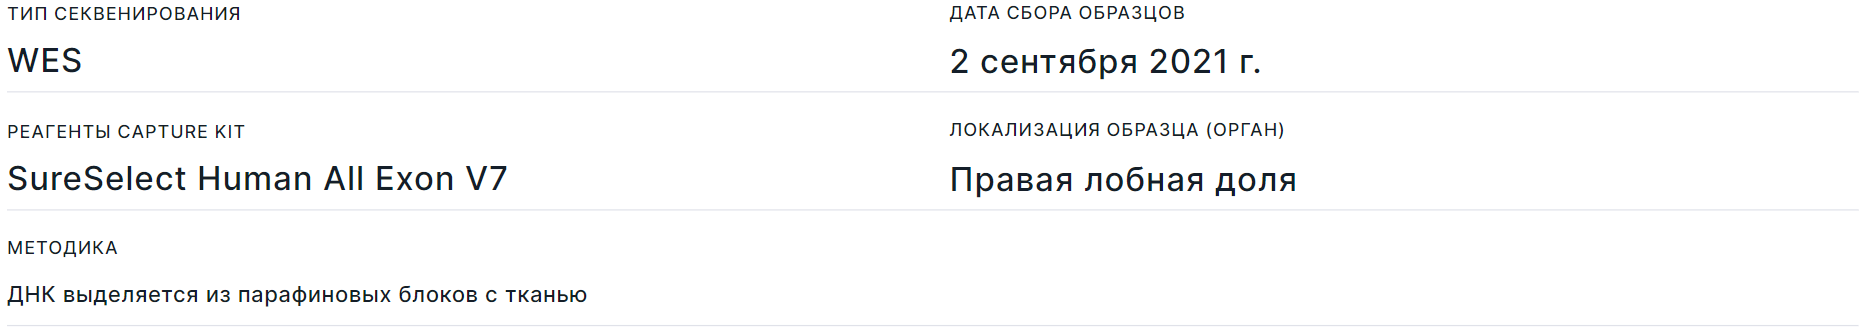 ТИП СЕКВЕНИРОВАНИЯ
WES
ДАТА СБОРА ОБРАЗЦОВ
2 сентября 2021 г.
РЕАГЕНТЫ CAPTURE KIT
SureSelect Human All Exon V7
ЛОКАЛИЗАЦИЯ ОБРАЗЦА (ОРГАН)
Правая лобная доля
МЕТОДИКА
ДНК выделяется из парафиновых блоков с тканью